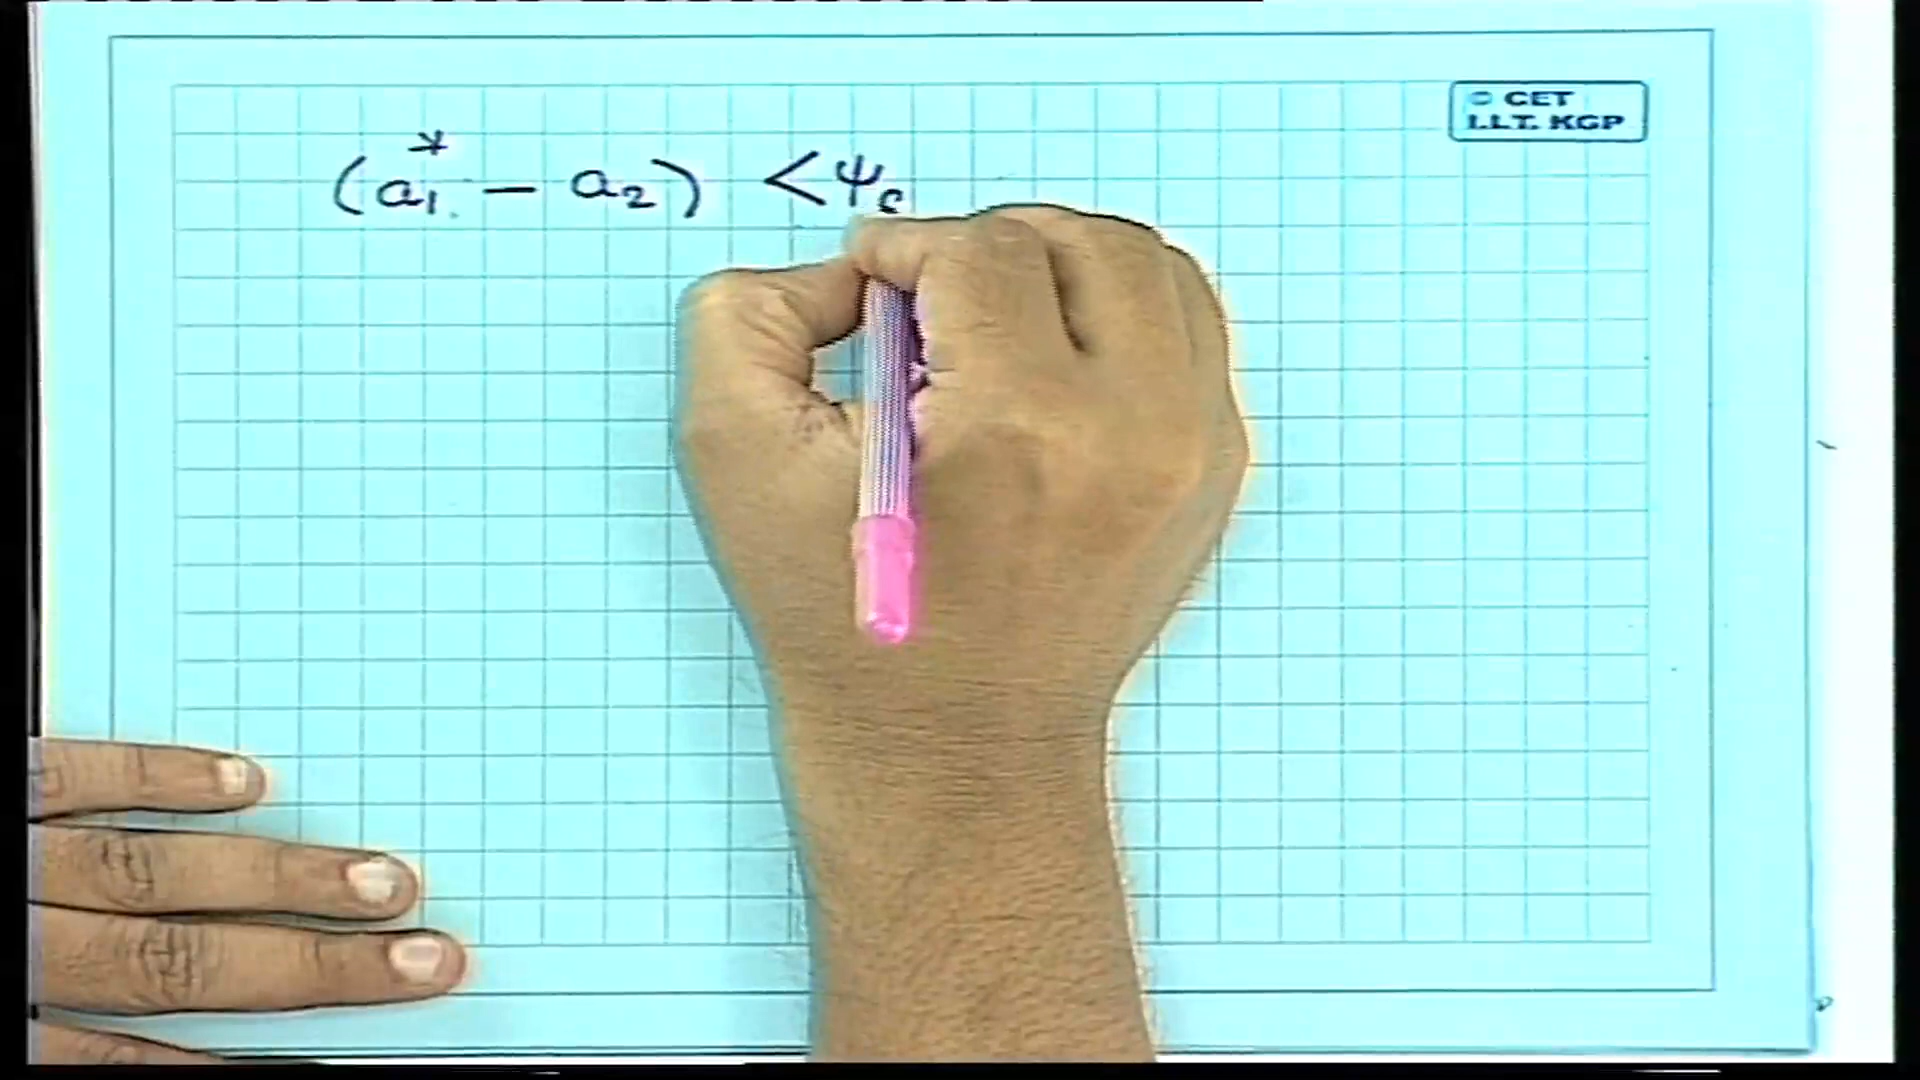 (a₁* − a₂) < ψ
© CET
I.I.T. KGP